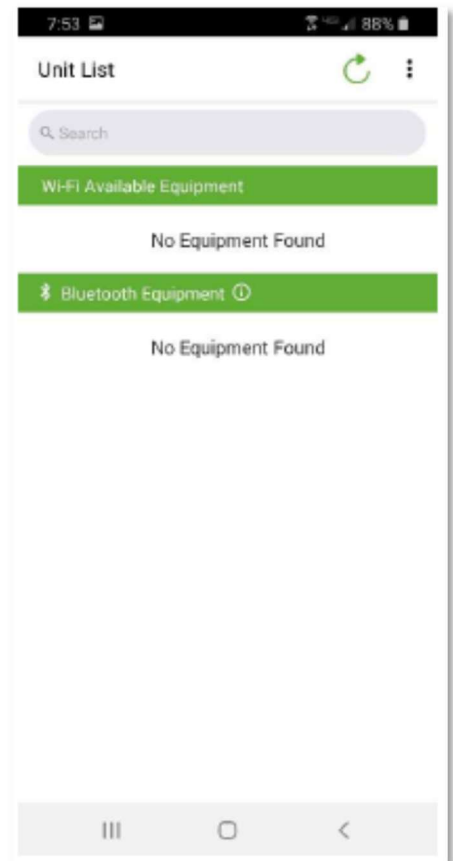 7:53 88%
Unit List
Search
Wi-Fi Available Equipment
No Equipment Found
Bluetooth Equipment
No Equipment Found